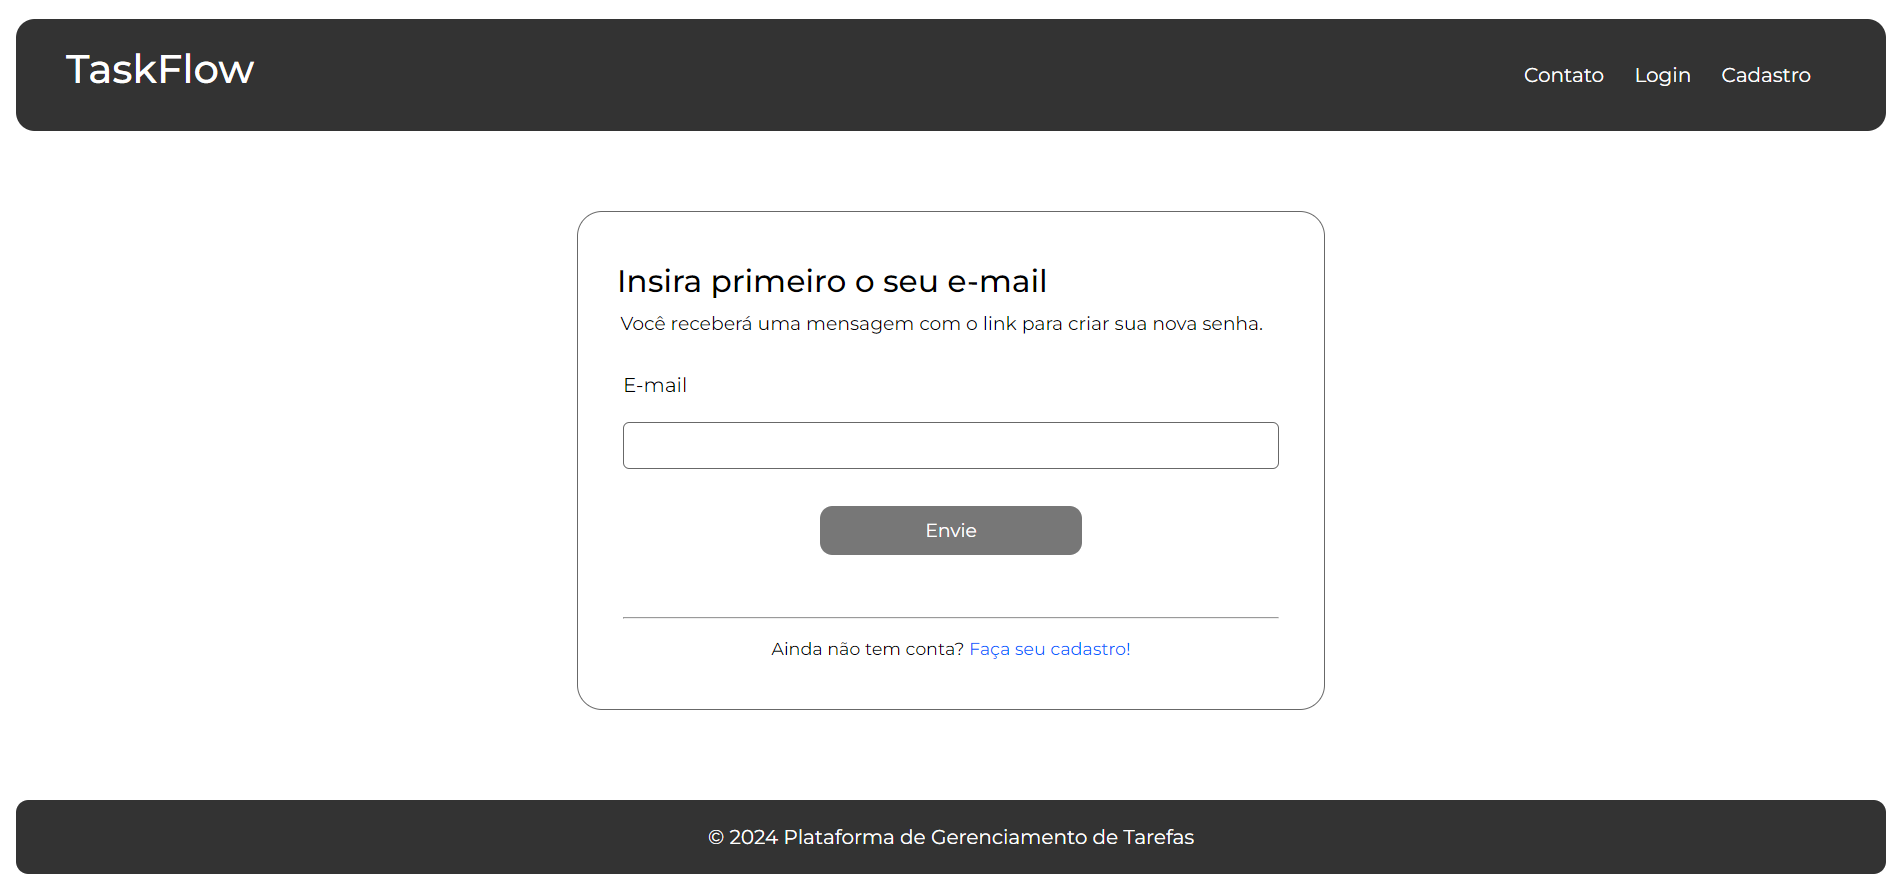 TaskFlow
Contato Login Cadastro
Insira primeiro o seu e-mail
Você receberá uma mensagem com o link para criar sua nova senha.
E-mail
Envie
Ainda não tem conta? Faça seu cadastro!
© 2024 Plataforma de Gerenciamento de Tarefas